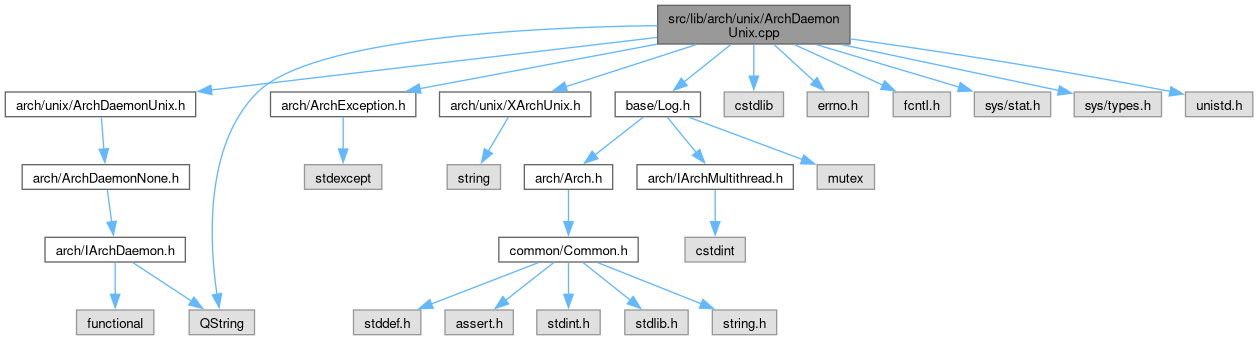 src/lib/arch/unix/ArchDaemon
Unix.cpp
arch/unix/ArchDaemonUnix.h
arch/ArchException.h
arch/unix/XArchUnix.h
base/Log.h
cstdlib
errno.h
fcntl.h
sys/stat.h
sys/types.h
unistd.h
arch/ArchDaemonNone.h
stdexcept
string
arch/Arch.h
arch/IArchMultithread.h
mutex
arch/IArchDaemon.h
common/Common.h
cstdint
functional
QString
stddef.h
assert.h
stdint.h
stdlib.h
string.h